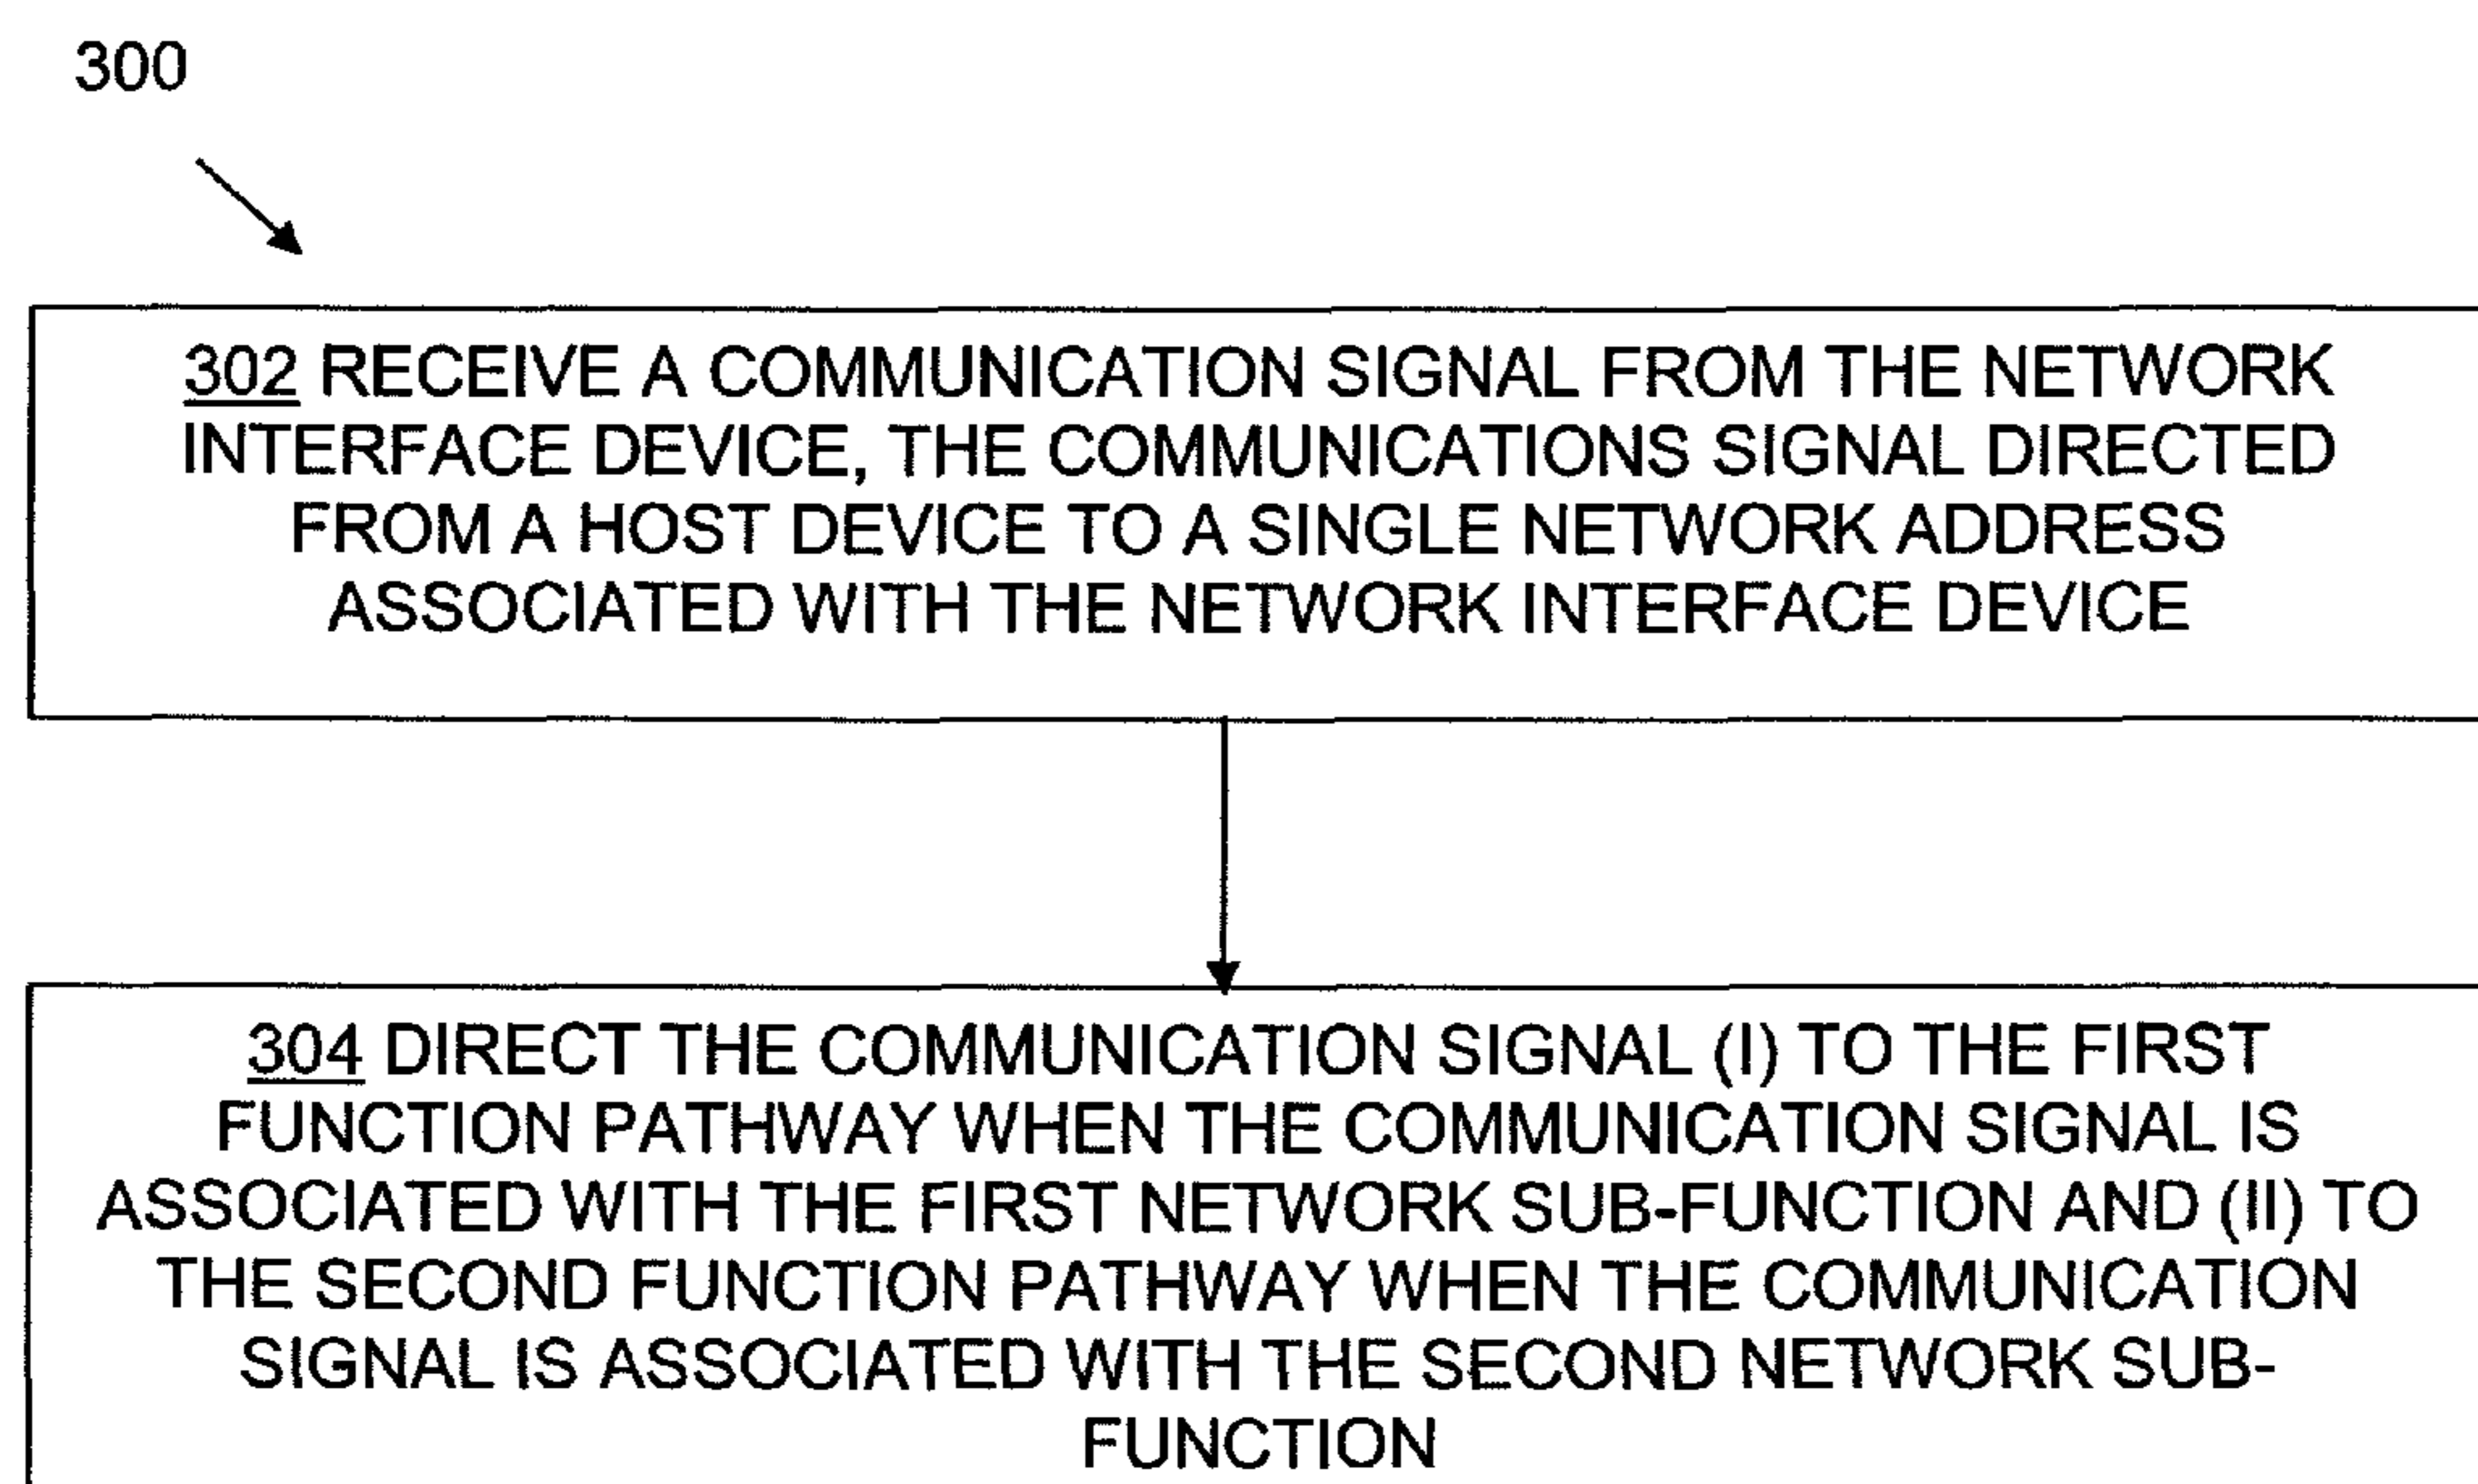 300
302 RECEIVE A COMMUNICATION SIGNAL FROM THE NETWORK
INTERFACE DEVICE, THE COMMUNICATIONS SIGNAL DIRECTED
FROM A HOST DEVICE TO A SINGLE NETWORK ADDRESS
ASSOCIATED WITH THE NETWORK INTERFACE DEVICE
304 DIRECT THE COMMUNICATION SIGNAL (I) TO THE FIRST
FUNCTION PATHWAY WHEN THE COMMUNICATION SIGNAL IS
ASSOCIATED WITH THE FIRST NETWORK SUB-FUNCTION AND (II) TO
THE SECOND FUNCTION PATHWAY WHEN THE COMMUNICATION
SIGNAL IS ASSOCIATED WITH THE SECOND NETWORK SUB-
FUNCTION